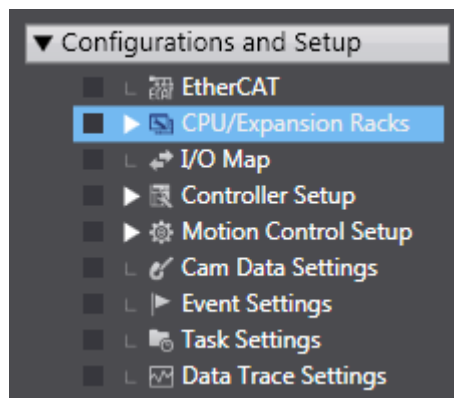 Configurations and Setup
EtherCAT
CPU/Expansion Racks
I/O Map
Controller Setup
Motion Control Setup
Cam Data Settings
Event Settings
Task Settings
Data Trace Settings